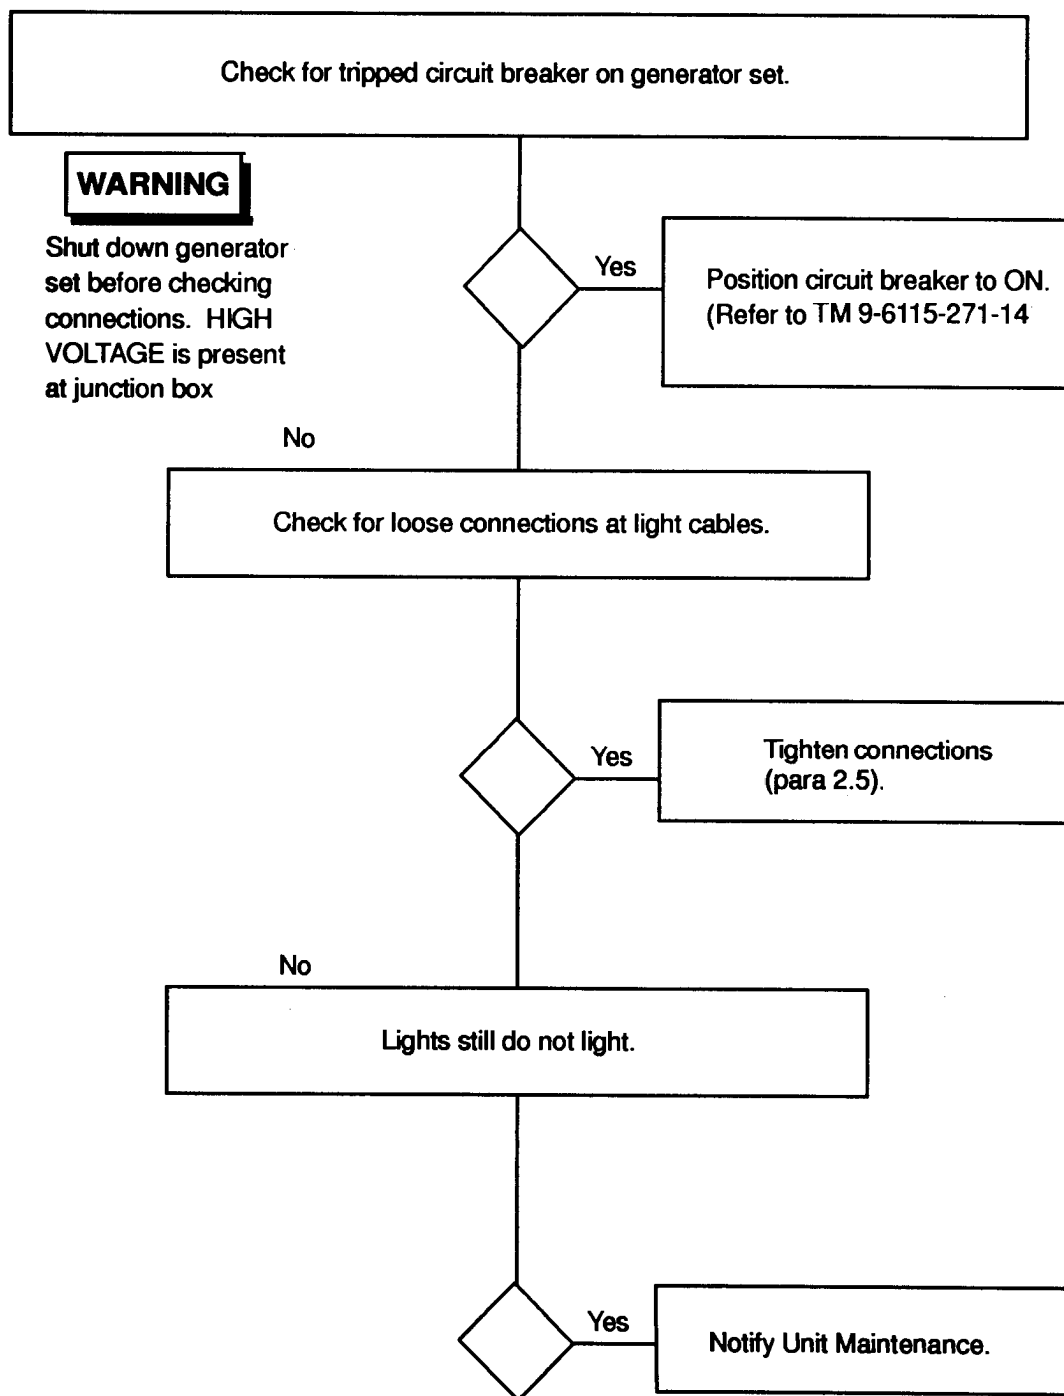 Check for tripped circuit breaker on generator set.
WARNING
Shut down generator
set before checking
connections. HIGH
VOLTAGE is present
at junction box
Yes
Position circuit breaker to ON.
(Refer to TM 9-6115-271-14
No
Check for loose connections at light cables.
Yes
Tighten connections
(para 2.5).
No
Lights still do not light.
Yes
Notify Unit Maintenance.